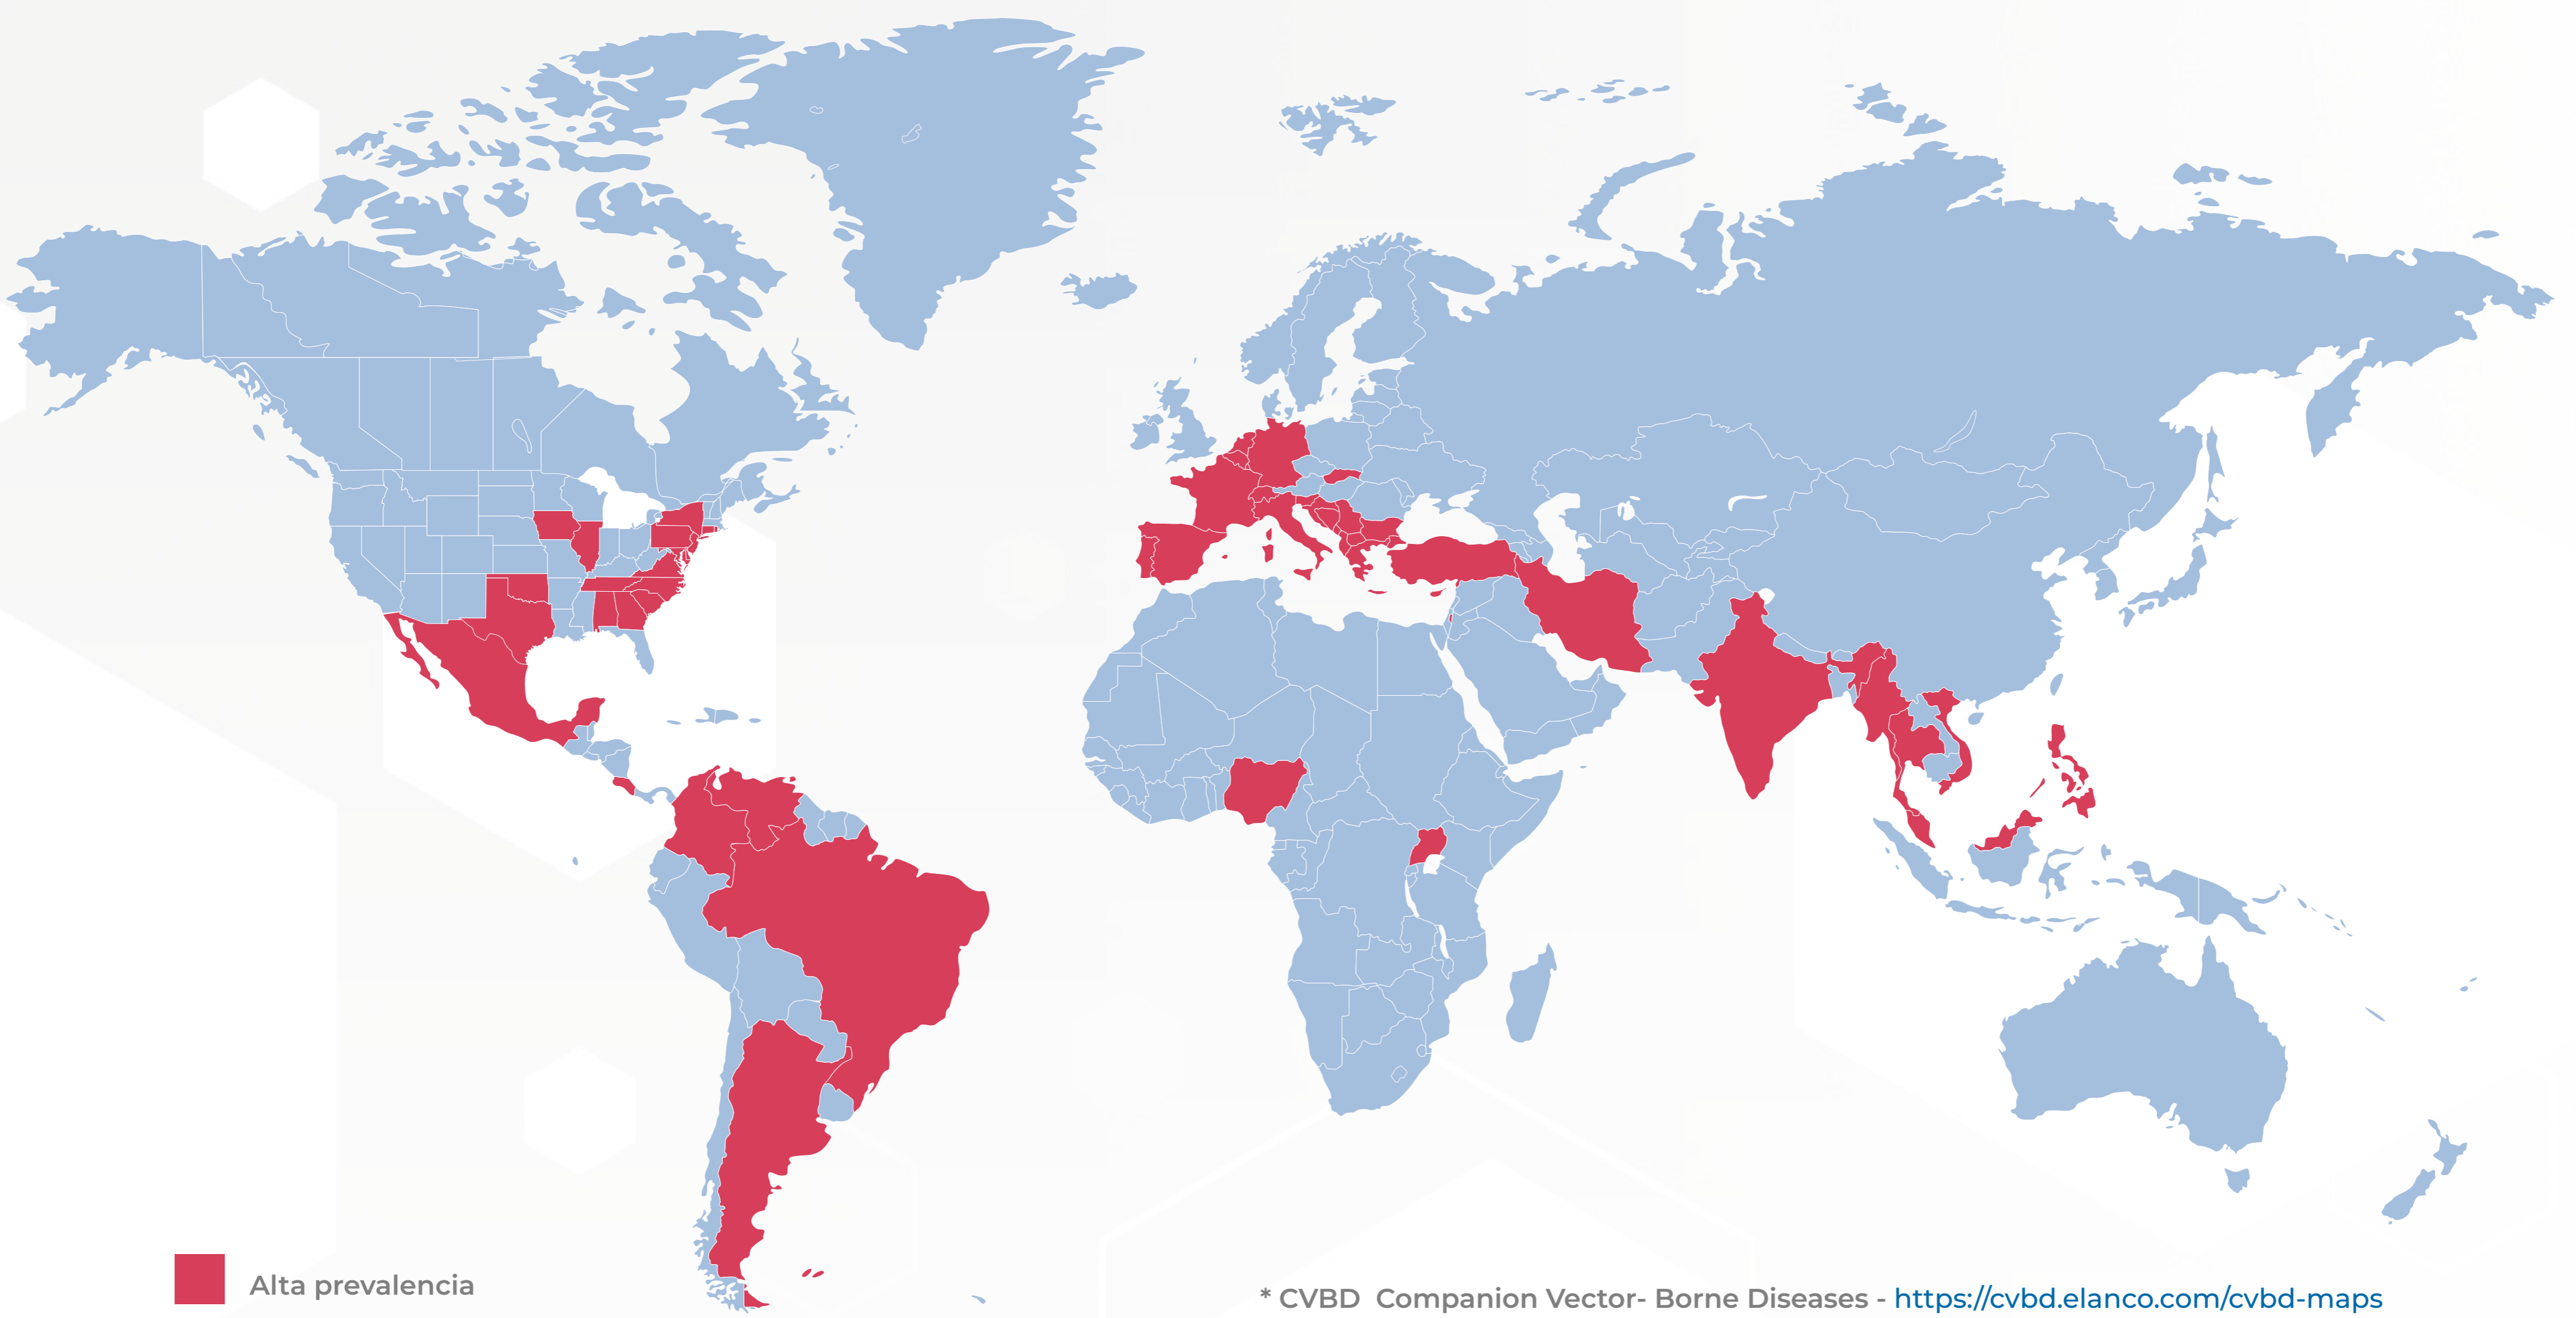 Alta prevalencia
* CVBD Companion Vector- Borne Diseases - https://cvbd.elanco.com/cvbd-maps